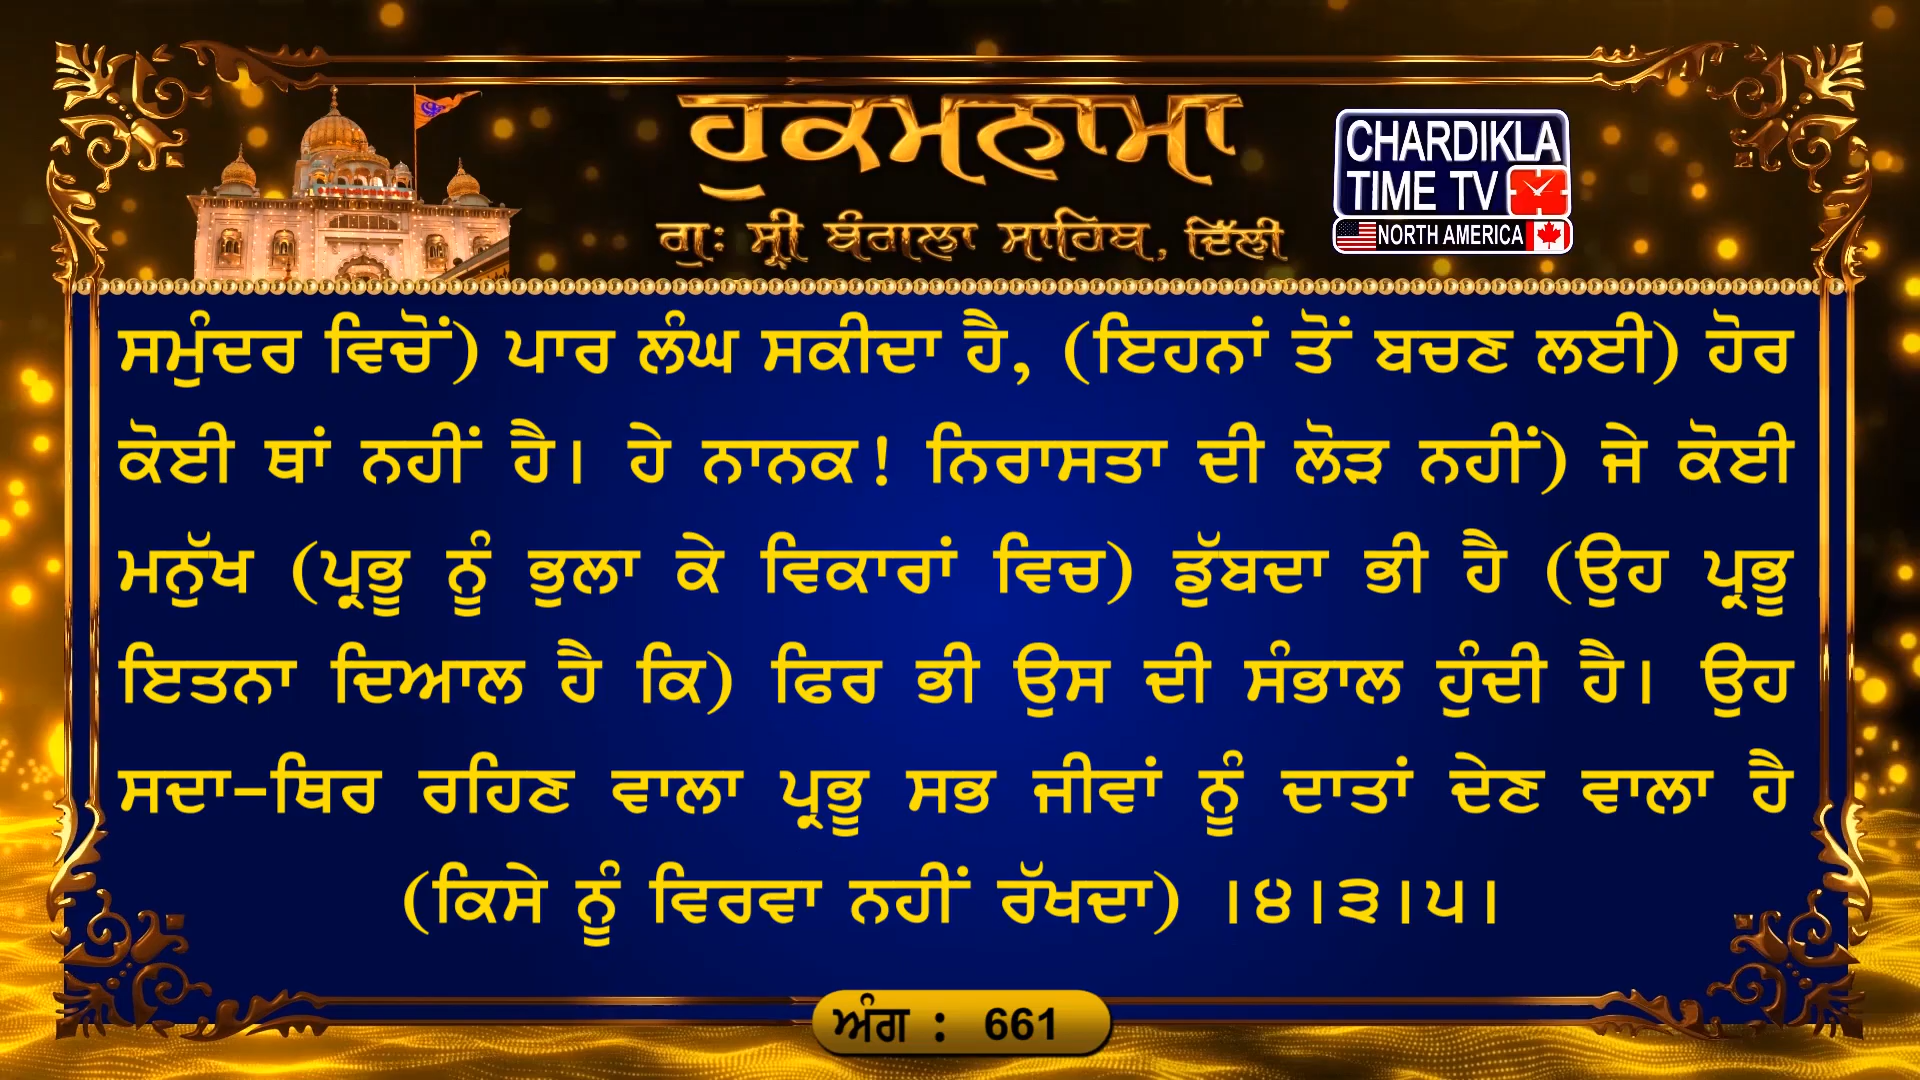 ਹੁਕਮਨਾਮਾ
ਗੁਃ ਸ੍ਰੀ ਬੰਗਲਾ ਸਾਹਿਬ, ਦਿੱਲੀ
CHARDIKLA
TIME TV
NORTH AMERICA
ਸਮੁੰਦਰ ਵਿਚੋਂ) ਪਾਰ ਲੰਘ ਸਕੀਦਾ ਹੈ, (ਇਹਨਾਂ ਤੋਂ ਬਚਣ ਲਈ) ਹੋਰ
ਕੋਈ ਥਾਂ ਨਹੀਂ ਹੈ। ਹੇ ਨਾਨਕ! ਨਿਰਾਸਤਾ ਦੀ ਲੋੜ ਨਹੀਂ) ਜੇ ਕੋਈ
ਮਨੁੱਖ (ਪ੍ਰਭੂ ਨੂੰ ਭੁਲਾ ਕੇ ਵਿਕਾਰਾਂ ਵਿਚ) ਡੁੱਬਦਾ ਭੀ ਹੈ (ਉਹ ਪ੍ਰਭੂ
ਇਤਨਾ ਦਿਆਲ ਹੈ ਕਿ) ਫਿਰ ਭੀ ਉਸ ਦੀ ਸੰਭਾਲ ਹੁੰਦੀ ਹੈ। ਉਹ
ਸਦਾ-ਥਿਰ ਰਹਿਣ ਵਾਲਾ ਪ੍ਰਭੂ ਸਭ ਜੀਵਾਂ ਨੂੰ ਦਾਤਾਂ ਦੇਣ ਵਾਲਾ ਹੈ
(ਕਿਸੇ ਨੂੰ ਵਿਰਵਾ ਨਹੀਂ ਰੱਖਦਾ) ।੪।੩।੫।
ਅੰਗ : 661